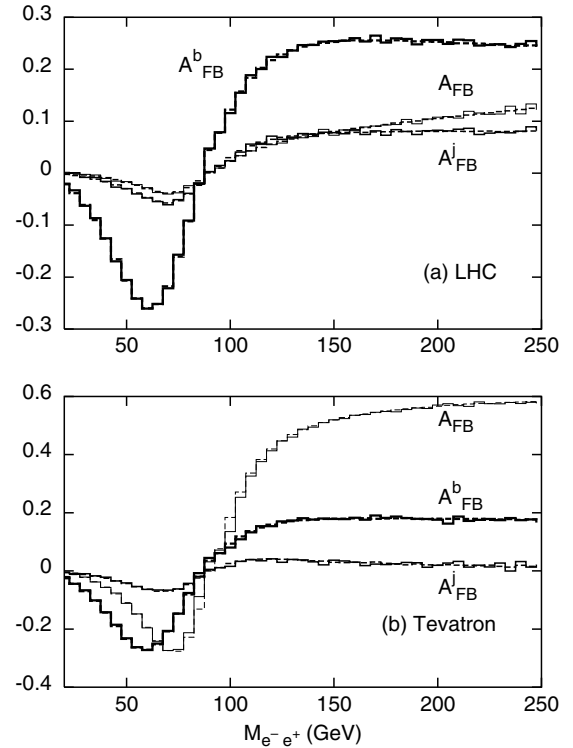 0.3
A^b_FB
0.2
A_FB
0.1
A^j_FB
0
-0.1
-0.2
(a) LHC
-0.3
50 100 150 200 250
0.6
A_FB
0.4
A^b_FB
0.2
0
A^j_FB
-0.2
(b) Tevatron
-0.4
50 100 150 200 250
M_e⁻ e⁺ (GeV)